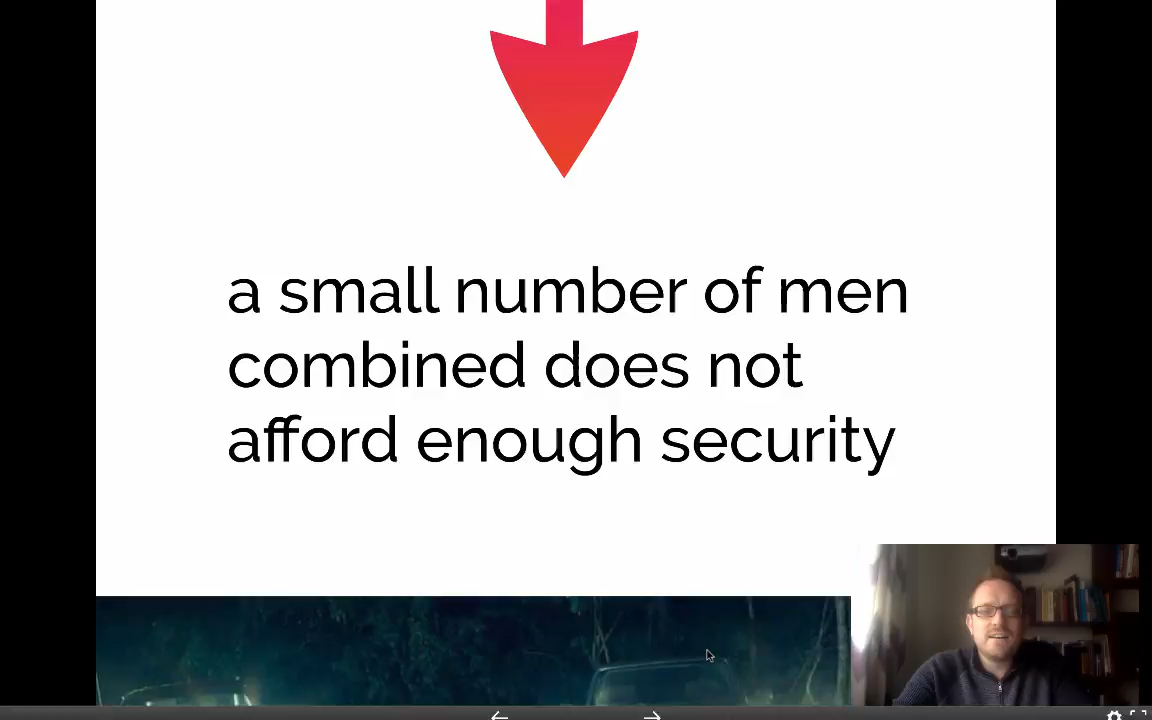 a small number of men
combined does not
afford enough security